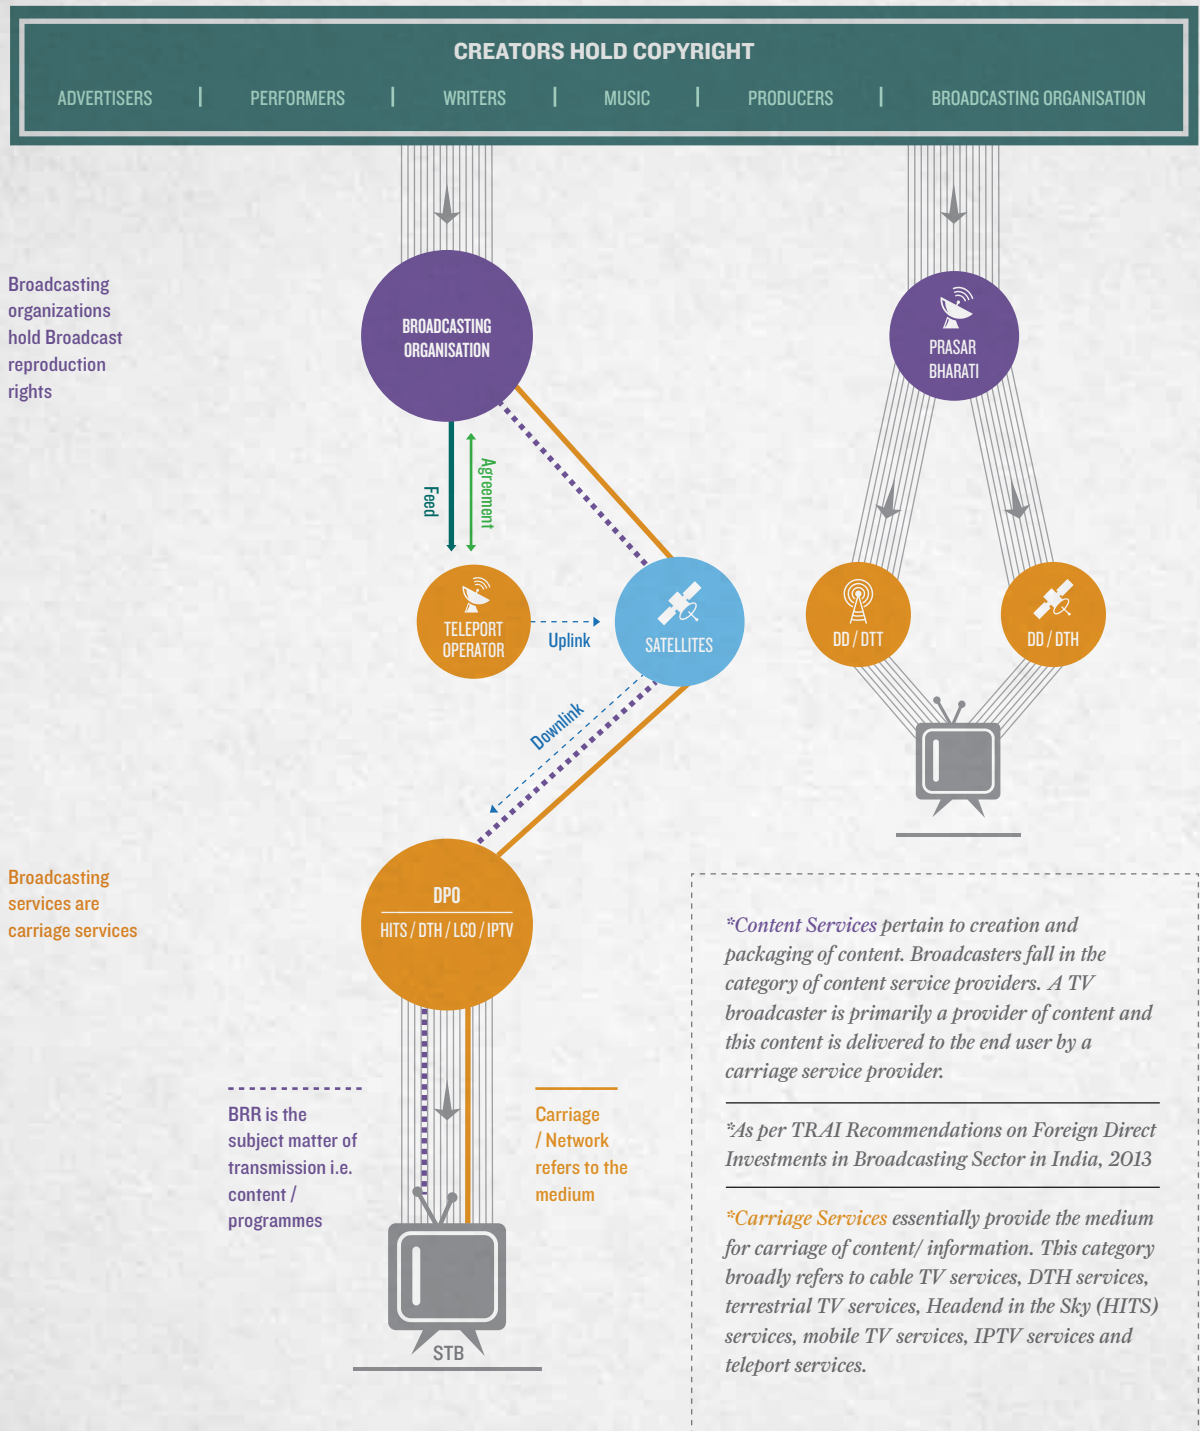 CREATORS HOLD COPYRIGHT
ADVERTISERS | PERFORMERS | WRITERS | MUSIC | PRODUCERS | BROADCASTING ORGANISATION
Broadcasting
organizations
hold Broadcast
reproduction
rights
BROADCASTING
ORGANISATION
PRASAR
BHARATI
Feed
Agreement
TELEPORT
OPERATOR
Uplink
SATELLITES
DD / DTT
DD / DTH
Downlink
Broadcasting
services are
carriage services
DPO
HITS / DTH / LCO / IPTV
BRR is the
subject matter of
transmission i.e.
content /
programmes
Carriage
/ Network
refers to the
medium
STB
*Content Services pertain to creation and
packaging of content. Broadcasters fall in the
category of content service providers. A TV
broadcaster is primarily a provider of content and
this content is delivered to the end user by a
carriage service provider.
*As per TRAI Recommendations on Foreign Direct
Investments in Broadcasting Sector in India, 2013
*Carriage Services essentially provide the medium
for carriage of content/ information. This category
broadly refers to cable TV services, DTH services,
terrestrial TV services, Headend in the Sky (HITS)
services, mobile TV services, IPTV services and
teleport services.